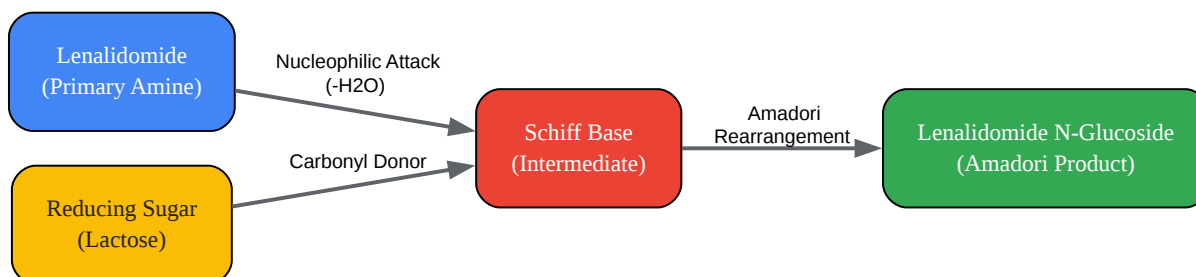 Lenalidomide
(Primary Amine)
Nucleophilic Attack
(-H2O)
Reducing Sugar
(Lactose)
Carbonyl Donor
Schiff Base
(Intermediate)
Amadori
Rearrangement
Lenalidomide N-Glucoside
(Amadori Product)